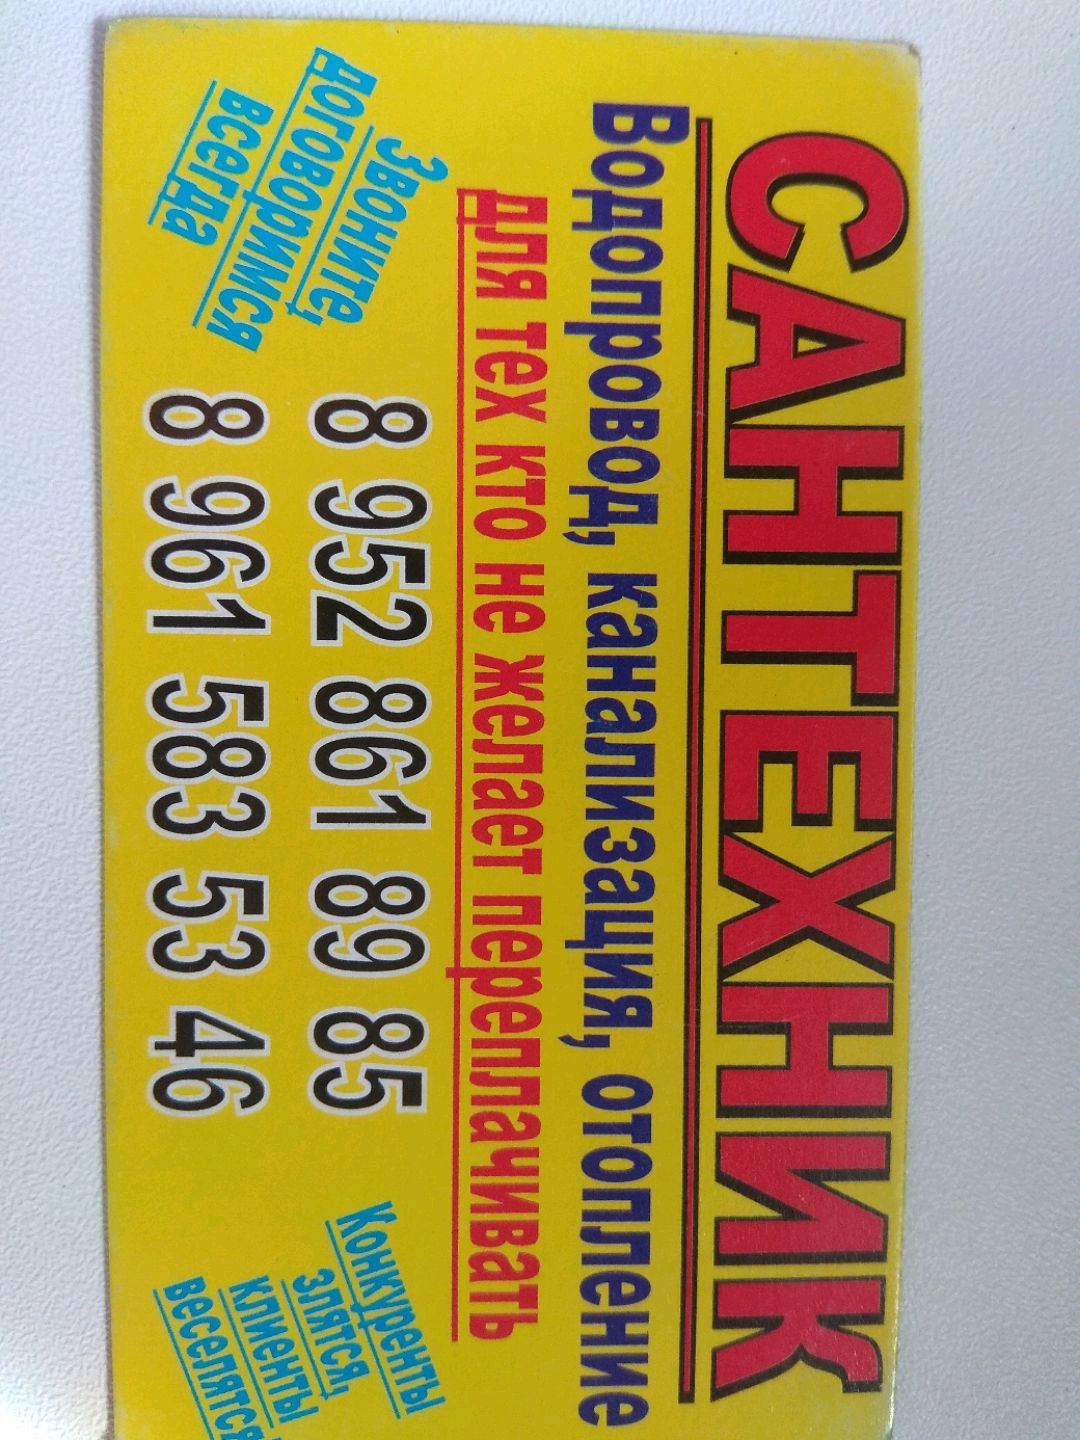 САНТЕХНИК
Водопровод, канализация, отопление
для тех кто не желает переплачивать
Звоните,
договоримся
всегда
8 952 861 89 85
8 961 583 53 46
Конкуренты
злятся,
клиенты
веселятся